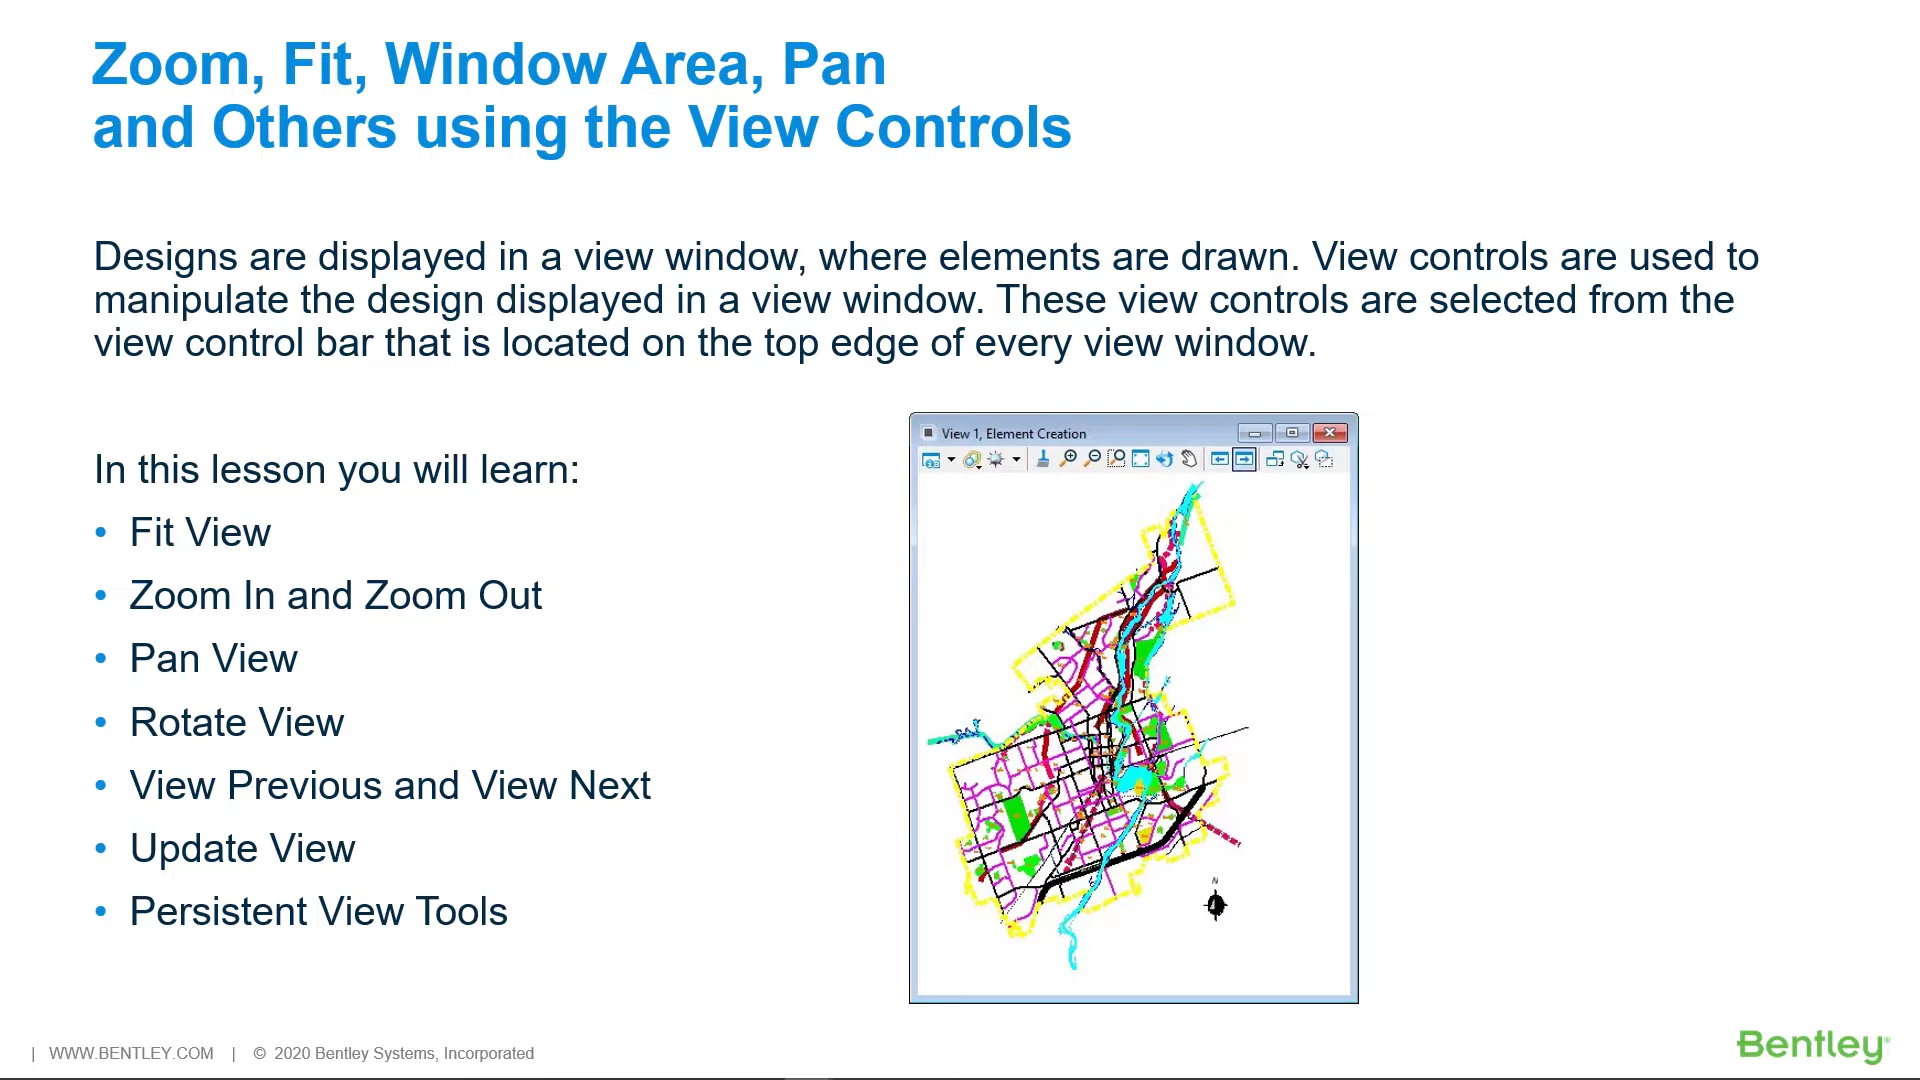 Zoom, Fit, Window Area, Pan
and Others using the View Controls
Designs are displayed in a view window, where elements are drawn. View controls are used to
manipulate the design displayed in a view window. These view controls are selected from the
view control bar that is located on the top edge of every view window.
In this lesson you will learn:
• Fit View
• Zoom In and Zoom Out
• Pan View
• Rotate View
• View Previous and View Next
• Update View
• Persistent View Tools
View 1, Element Creation
N
| WWW.BENTLEY.COM | © 2020 Bentley Systems, Incorporated
Bentley®